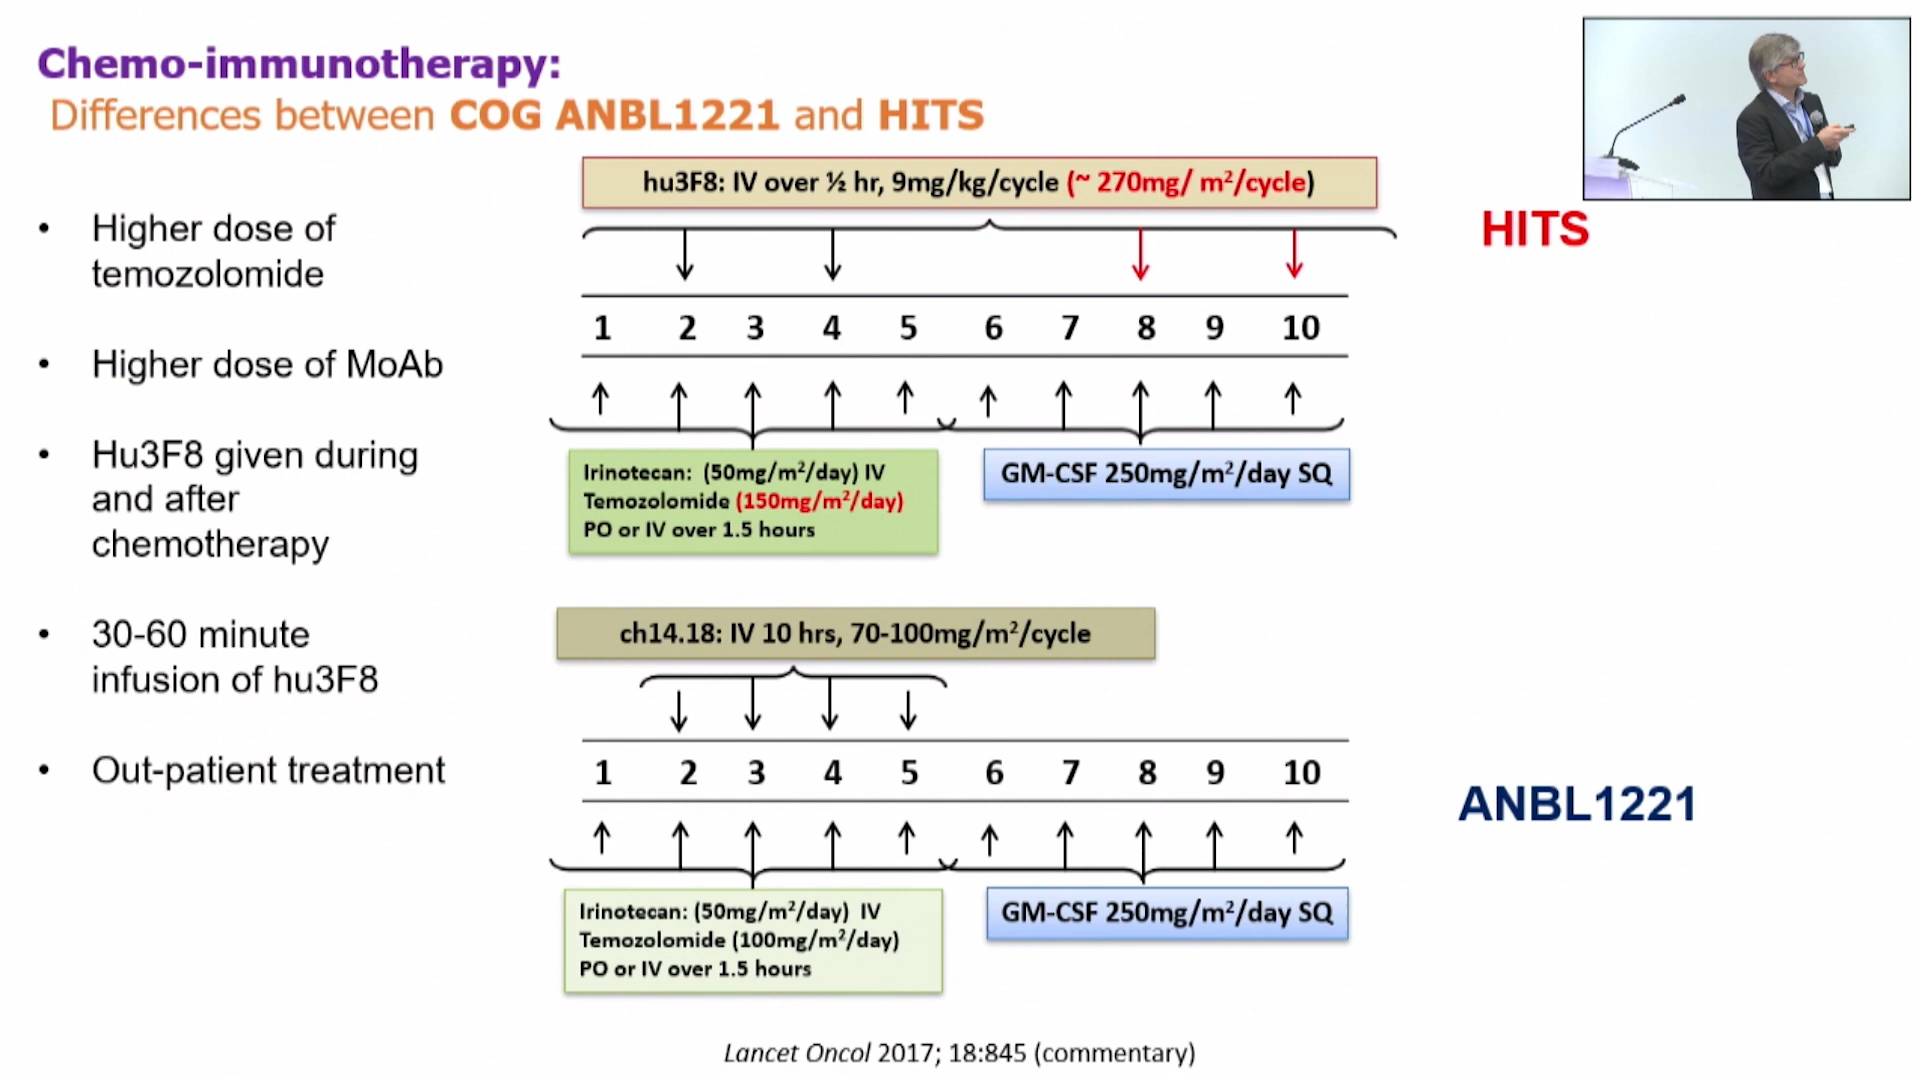 Chemo-immunotherapy:
Differences between COG ANBL1221 and HITS
• Higher dose of
temozolomide
• Higher dose of MoAb
• Hu3F8 given during
and after
chemotherapy
• 30-60 minute
infusion of hu3F8
• Out-patient treatment
hu3F8: IV over ½ hr, 9mg/kg/cycle (~ 270mg/ m²/cycle)
HITS
1 2 3 4 5 6 7 8 9 10
Irinotecan: (50mg/m²/day) IV
Temozolomide (150mg/m²/day)
PO or IV over 1.5 hours
GM-CSF 250mg/m²/day SQ
ch14.18: IV 10 hrs, 70-100mg/m²/cycle
1 2 3 4 5 6 7 8 9 10
ANBL1221
Irinotecan: (50mg/m²/day) IV
Temozolomide (100mg/m²/day)
PO or IV over 1.5 hours
GM-CSF 250mg/m²/day SQ
Lancet Oncol 2017; 18:845 (commentary)